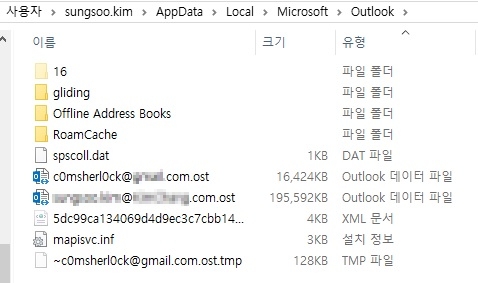 사용자 › sungsoo.kim › AppData › Local › Microsoft › Outlook ›
이름 크기 유형
16 파일 폴더
gliding 파일 폴더
Offline Address Books 파일 폴더
RoamCache 파일 폴더
spscoll.dat 1KB DAT 파일
c0msherl0ck@gmail.com.ost 16,424KB Outlook 데이터 파일
.com.ost 195,592KB Outlook 데이터 파일
5dc99ca134069d4d9ec3c7cbb14... 4KB XML 문서
mapisvc.inf 3KB 설치 정보
~c0msherl0ck@gmail.com.ost.tmp 128KB TMP 파일